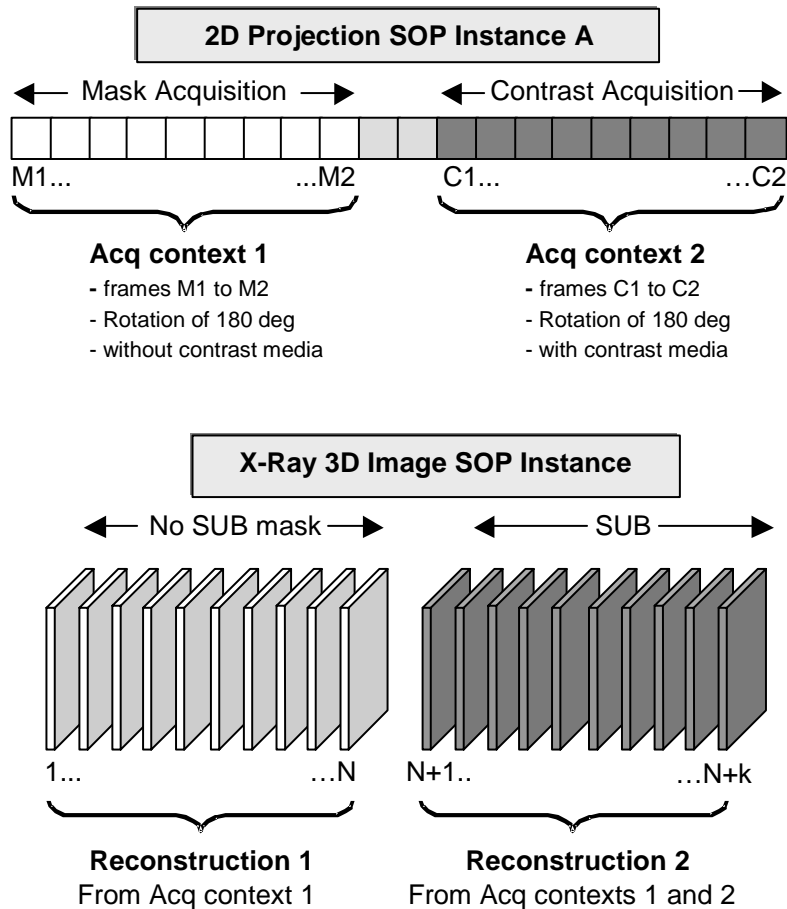 2D Projection SOP Instance A
Mask Acquisition
Contrast Acquisition
M1...
...M2
C1...
…C2
Acq context 1
- frames M1 to M2
- Rotation of 180 deg
- without contrast media
Acq context 2
- frames C1 to C2
- Rotation of 180 deg
- with contrast media
X-Ray 3D Image SOP Instance
No SUB mask
SUB
1...
…N
N+1..
…N+k
Reconstruction 1
From Acq context 1
Reconstruction 2
From Acq contexts 1 and 2